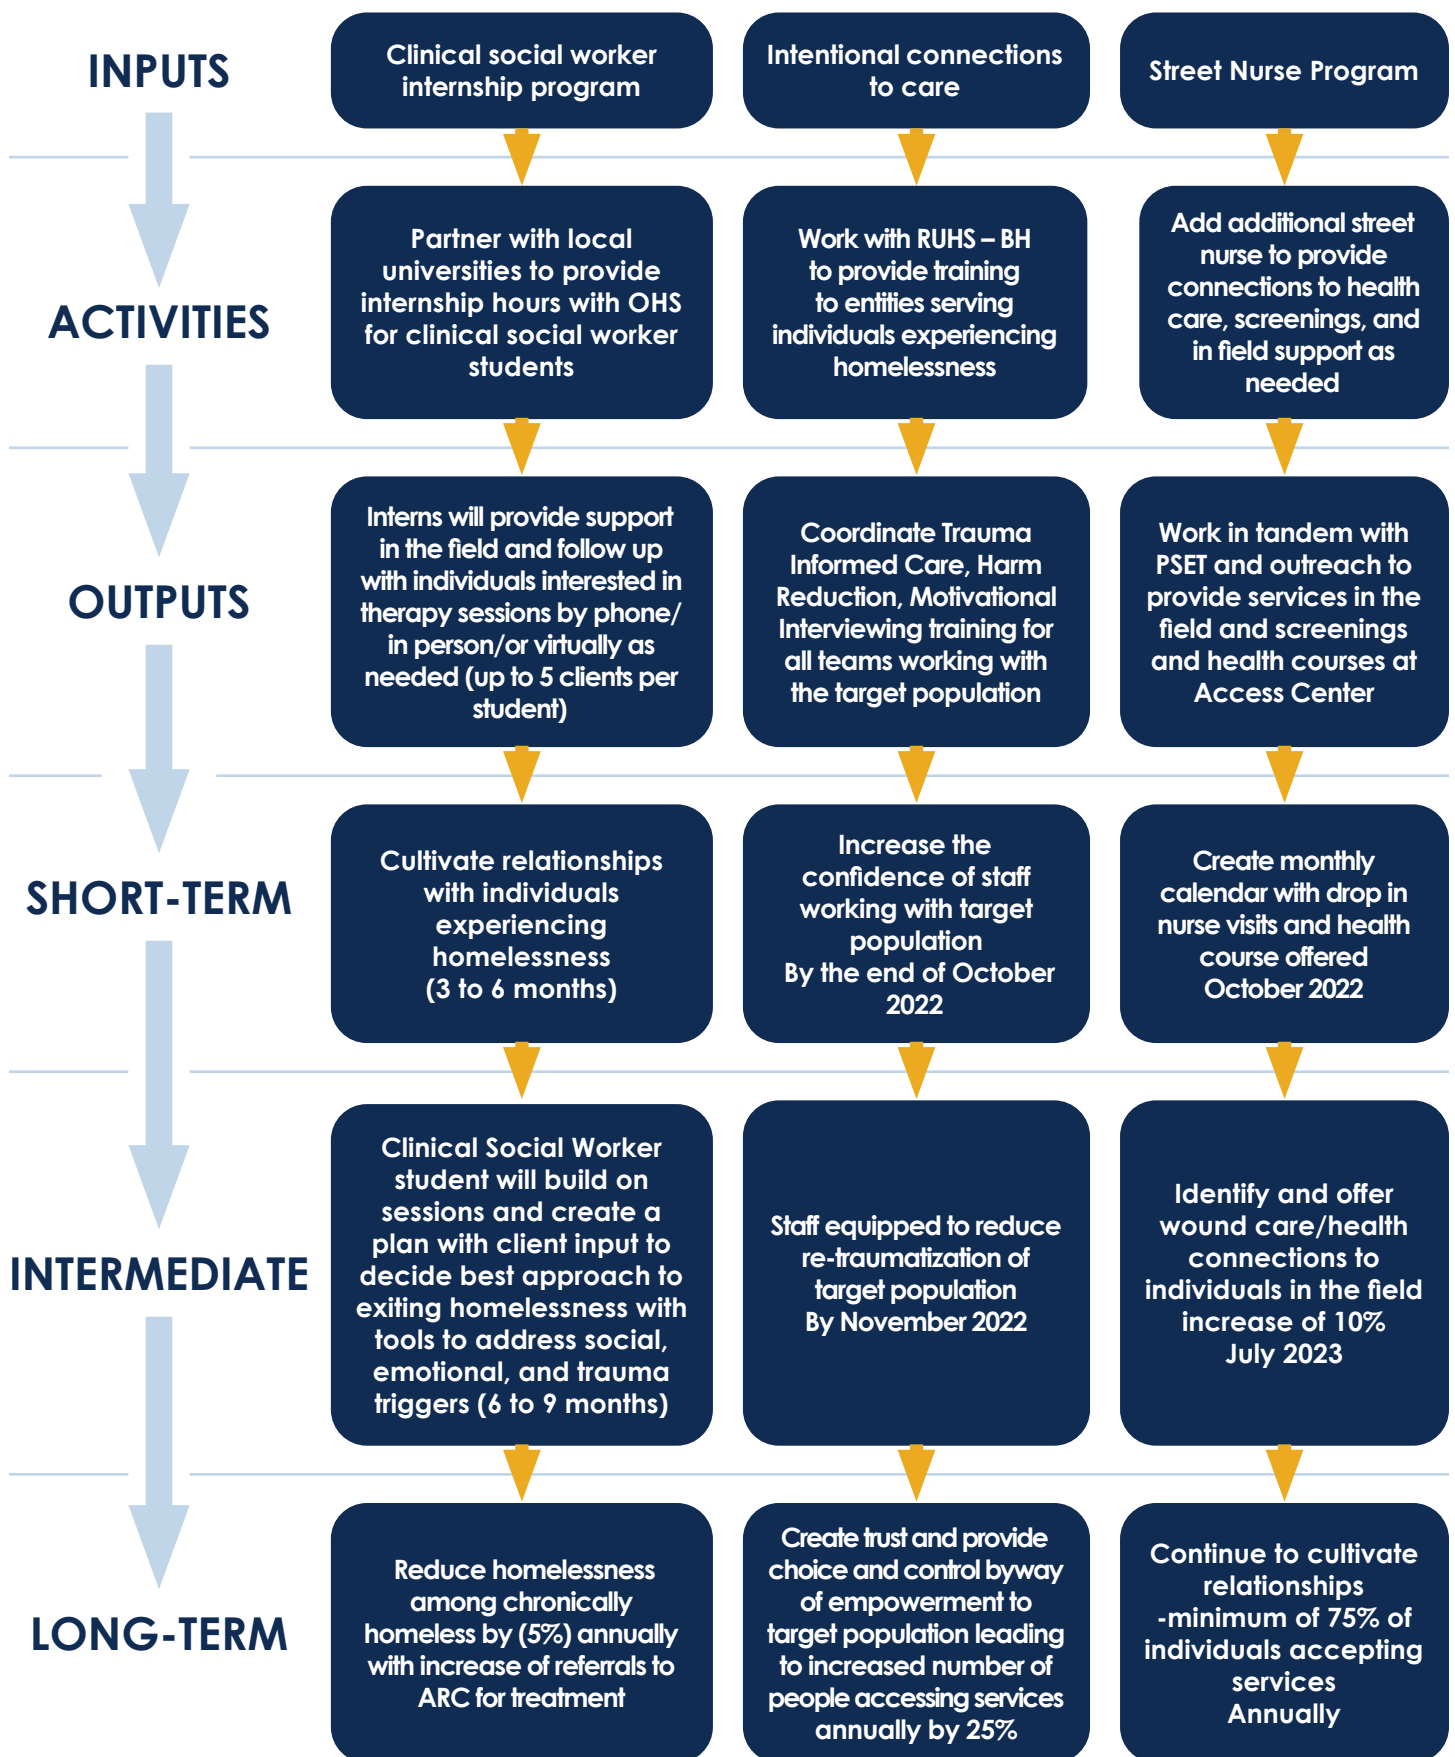 INPUTS
Clinical social worker
internship program
Intentional connections
to care
Street Nurse Program
ACTIVITIES
Partner with local
universities to provide
internship hours with OHS
for clinical social worker
students
Work with RUHS – BH
to provide training
to entities serving
individuals experiencing
homelessness
Add additional street
nurse to provide
connections to health
care, screenings, and
in field support as
needed
OUTPUTS
Interns will provide support
in the field and follow up
with individuals interested in
therapy sessions by phone/
in person/or virtually as
needed (up to 5 clients per
student)
Coordinate Trauma
Informed Care, Harm
Reduction, Motivational
Interviewing training for
all teams working with
the target population
Work in tandem with
PSET and outreach to
provide services in the
field and screenings
and health courses at
Access Center
SHORT-TERM
Cultivate relationships
with individuals
experiencing
homelessness
(3 to 6 months)
Increase the
confidence of staff
working with target
population
By the end of October
2022
Create monthly
calendar with drop in
nurse visits and health
course offered
October 2022
INTERMEDIATE
Clinical Social Worker
student will build on
sessions and create a
plan with client input to
decide best approach to
exiting homelessness with
tools to address social,
emotional, and trauma
triggers (6 to 9 months)
Staff equipped to reduce
re-traumatization of
target population
By November 2022
Identify and offer
wound care/health
connections to
individuals in the field
increase of 10%
July 2023
LONG-TERM
Reduce homelessness
among chronically
homeless by (5%) annually
with increase of referrals to
ARC for treatment
Create trust and provide
choice and control byway
of empowerment to
target population leading
to increased number of
people accessing services
annually by 25%
Continue to cultivate
relationships
-minimum of 75% of
individuals accepting
services
Annually